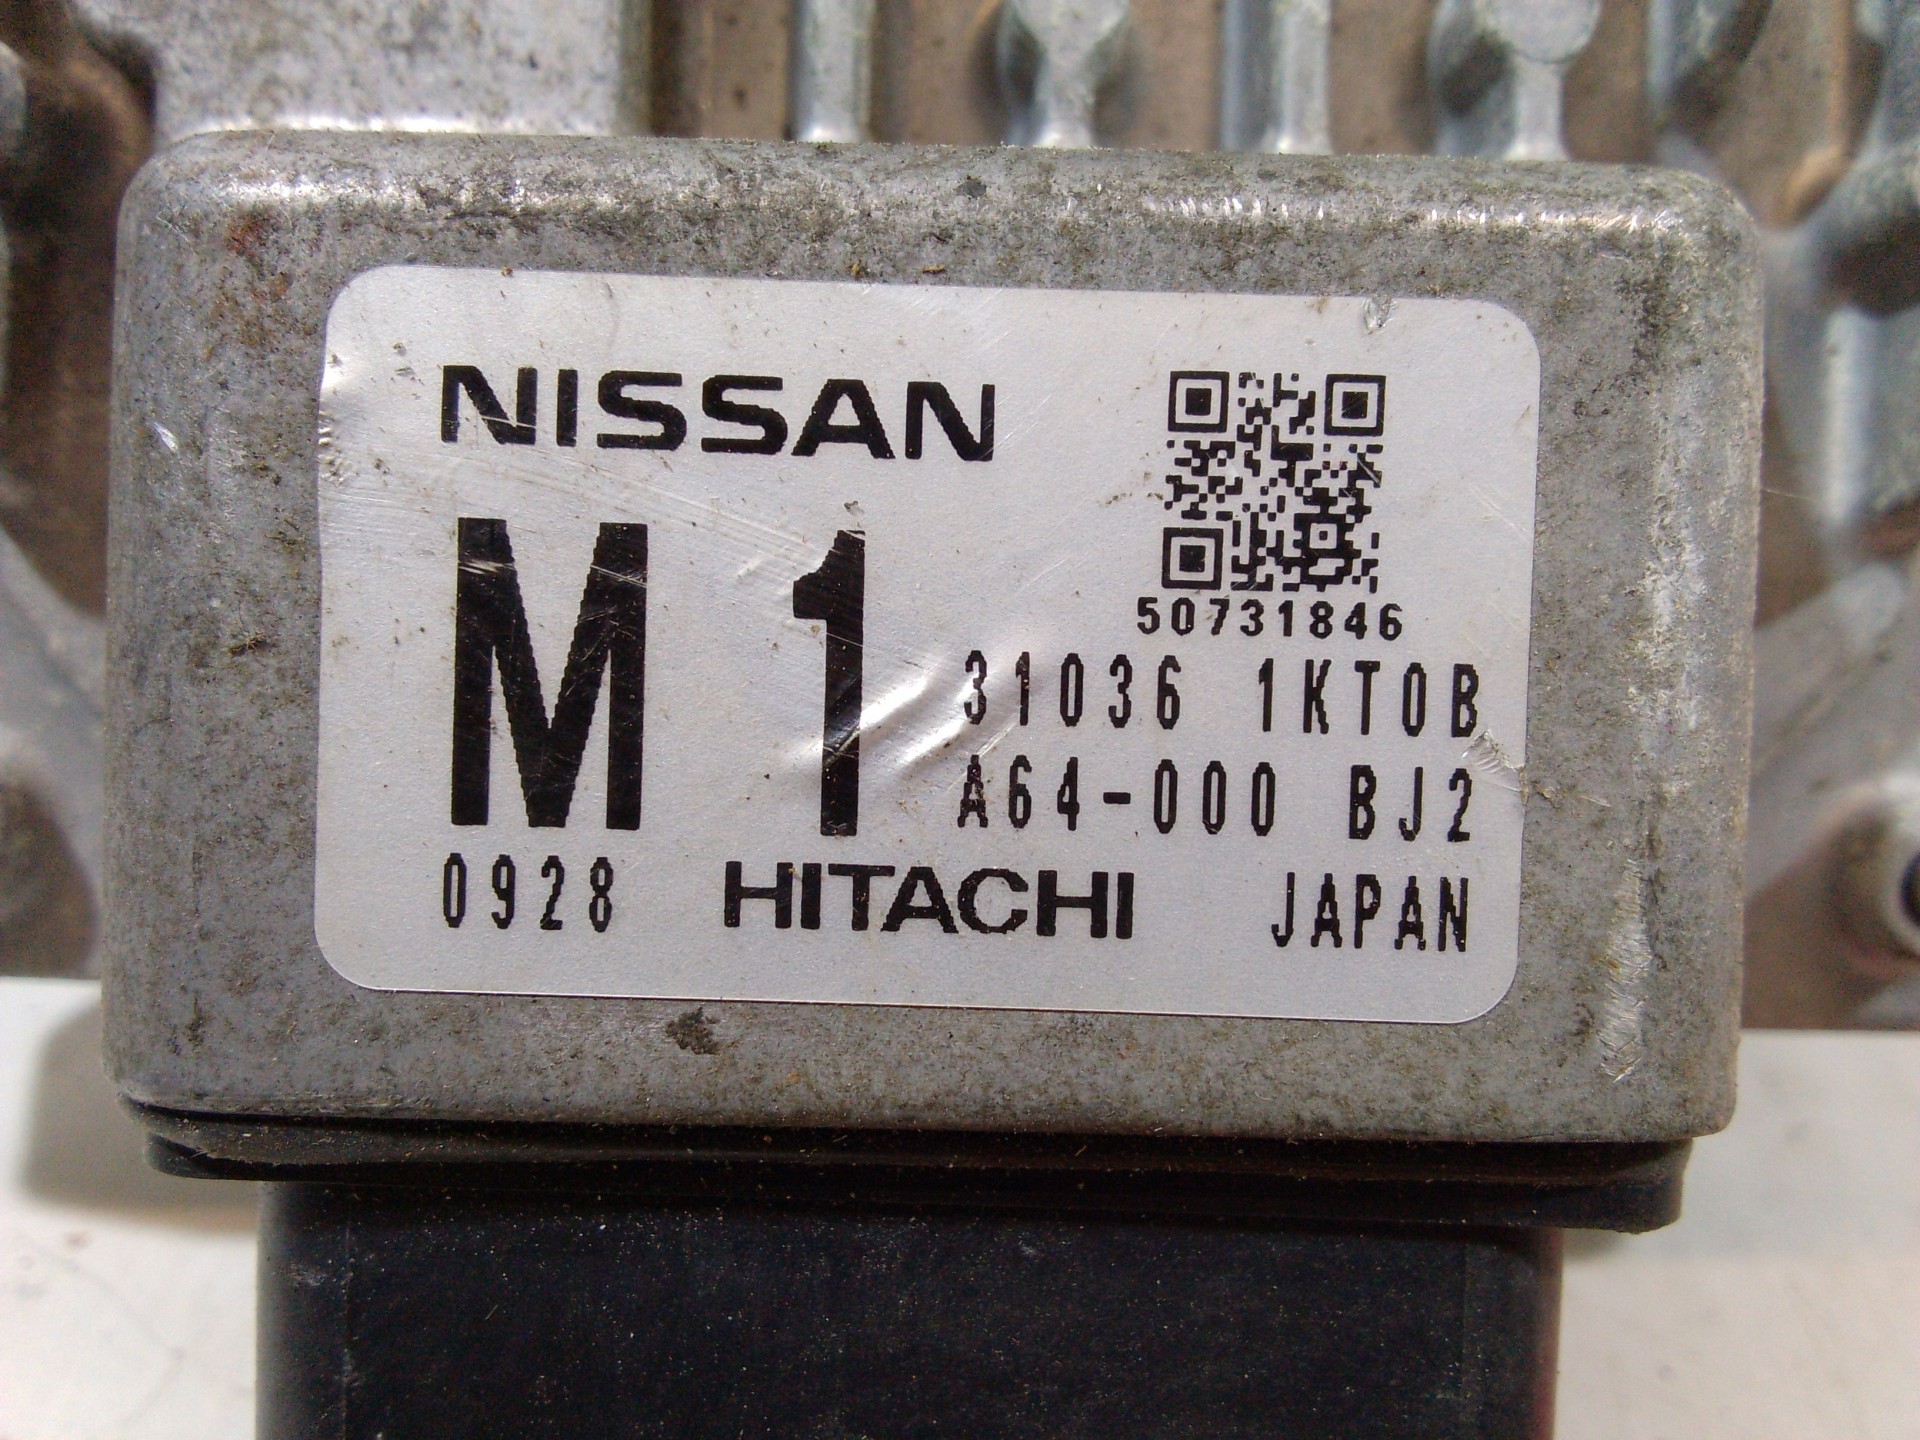 NISSAN
M 1
50731846
31036 1KT0B
A64-000 BJ2
0928 HITACHI JAPAN